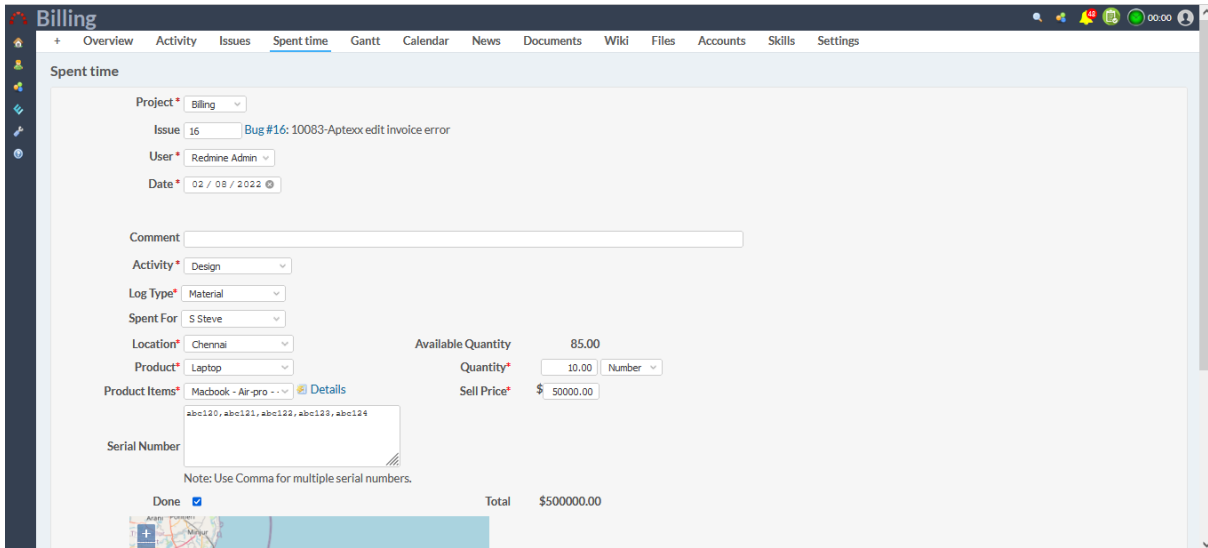 Billing
48
00:00
+ Overview Activity Issues Spent time Gantt Calendar News Documents Wiki Files Accounts Skills Settings
Spent time
Project * Billing
Issue 16 Bug #16: 10083-Aptexx edit invoice error
User * Redmine Admin
Date * 02 / 08 / 2022
Comment
Activity * Design
Log Type* Material
Spent For S Steve
Location* Chennai Available Quantity 85.00
Product* Laptop Quantity* 10.00 Number
Product Items* Macbook - Air-pro - - Details Sell Price* $ 50000.00
abc120,abc121,abc122,abc123,abc124
Serial Number
Note: Use Comma for multiple serial numbers.
Done Total $500000.00
Arani Ponneri
Minjur
+